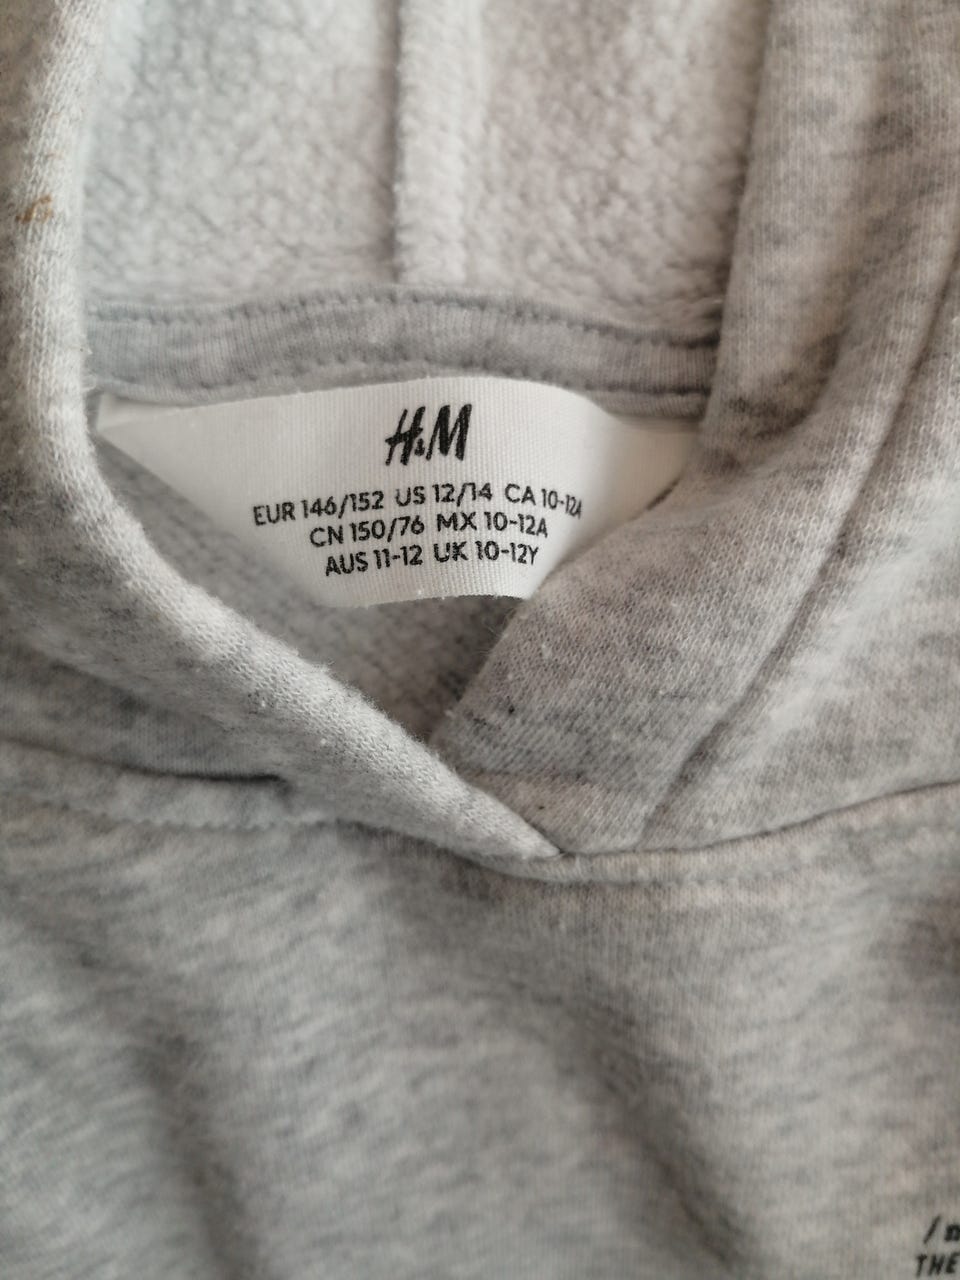 H&M
EUR 146/152 US 12/14 CA 10-12A
CN 150/76 MX 10-12A
AUS 11-12 UK 10-12Y
THE